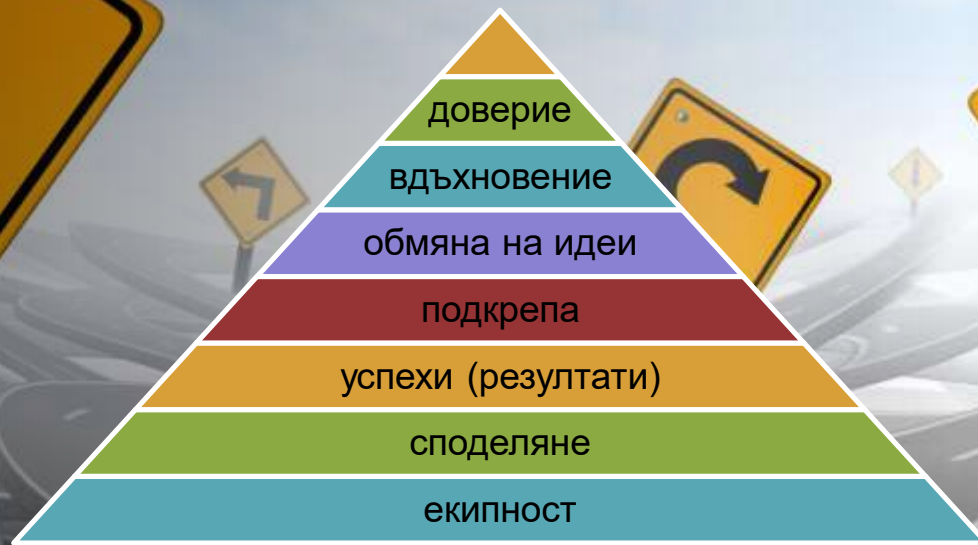 доверие
вдъхновение
обмяна на идеи
подкрепа
успехи (резултати)
споделяне
екипност